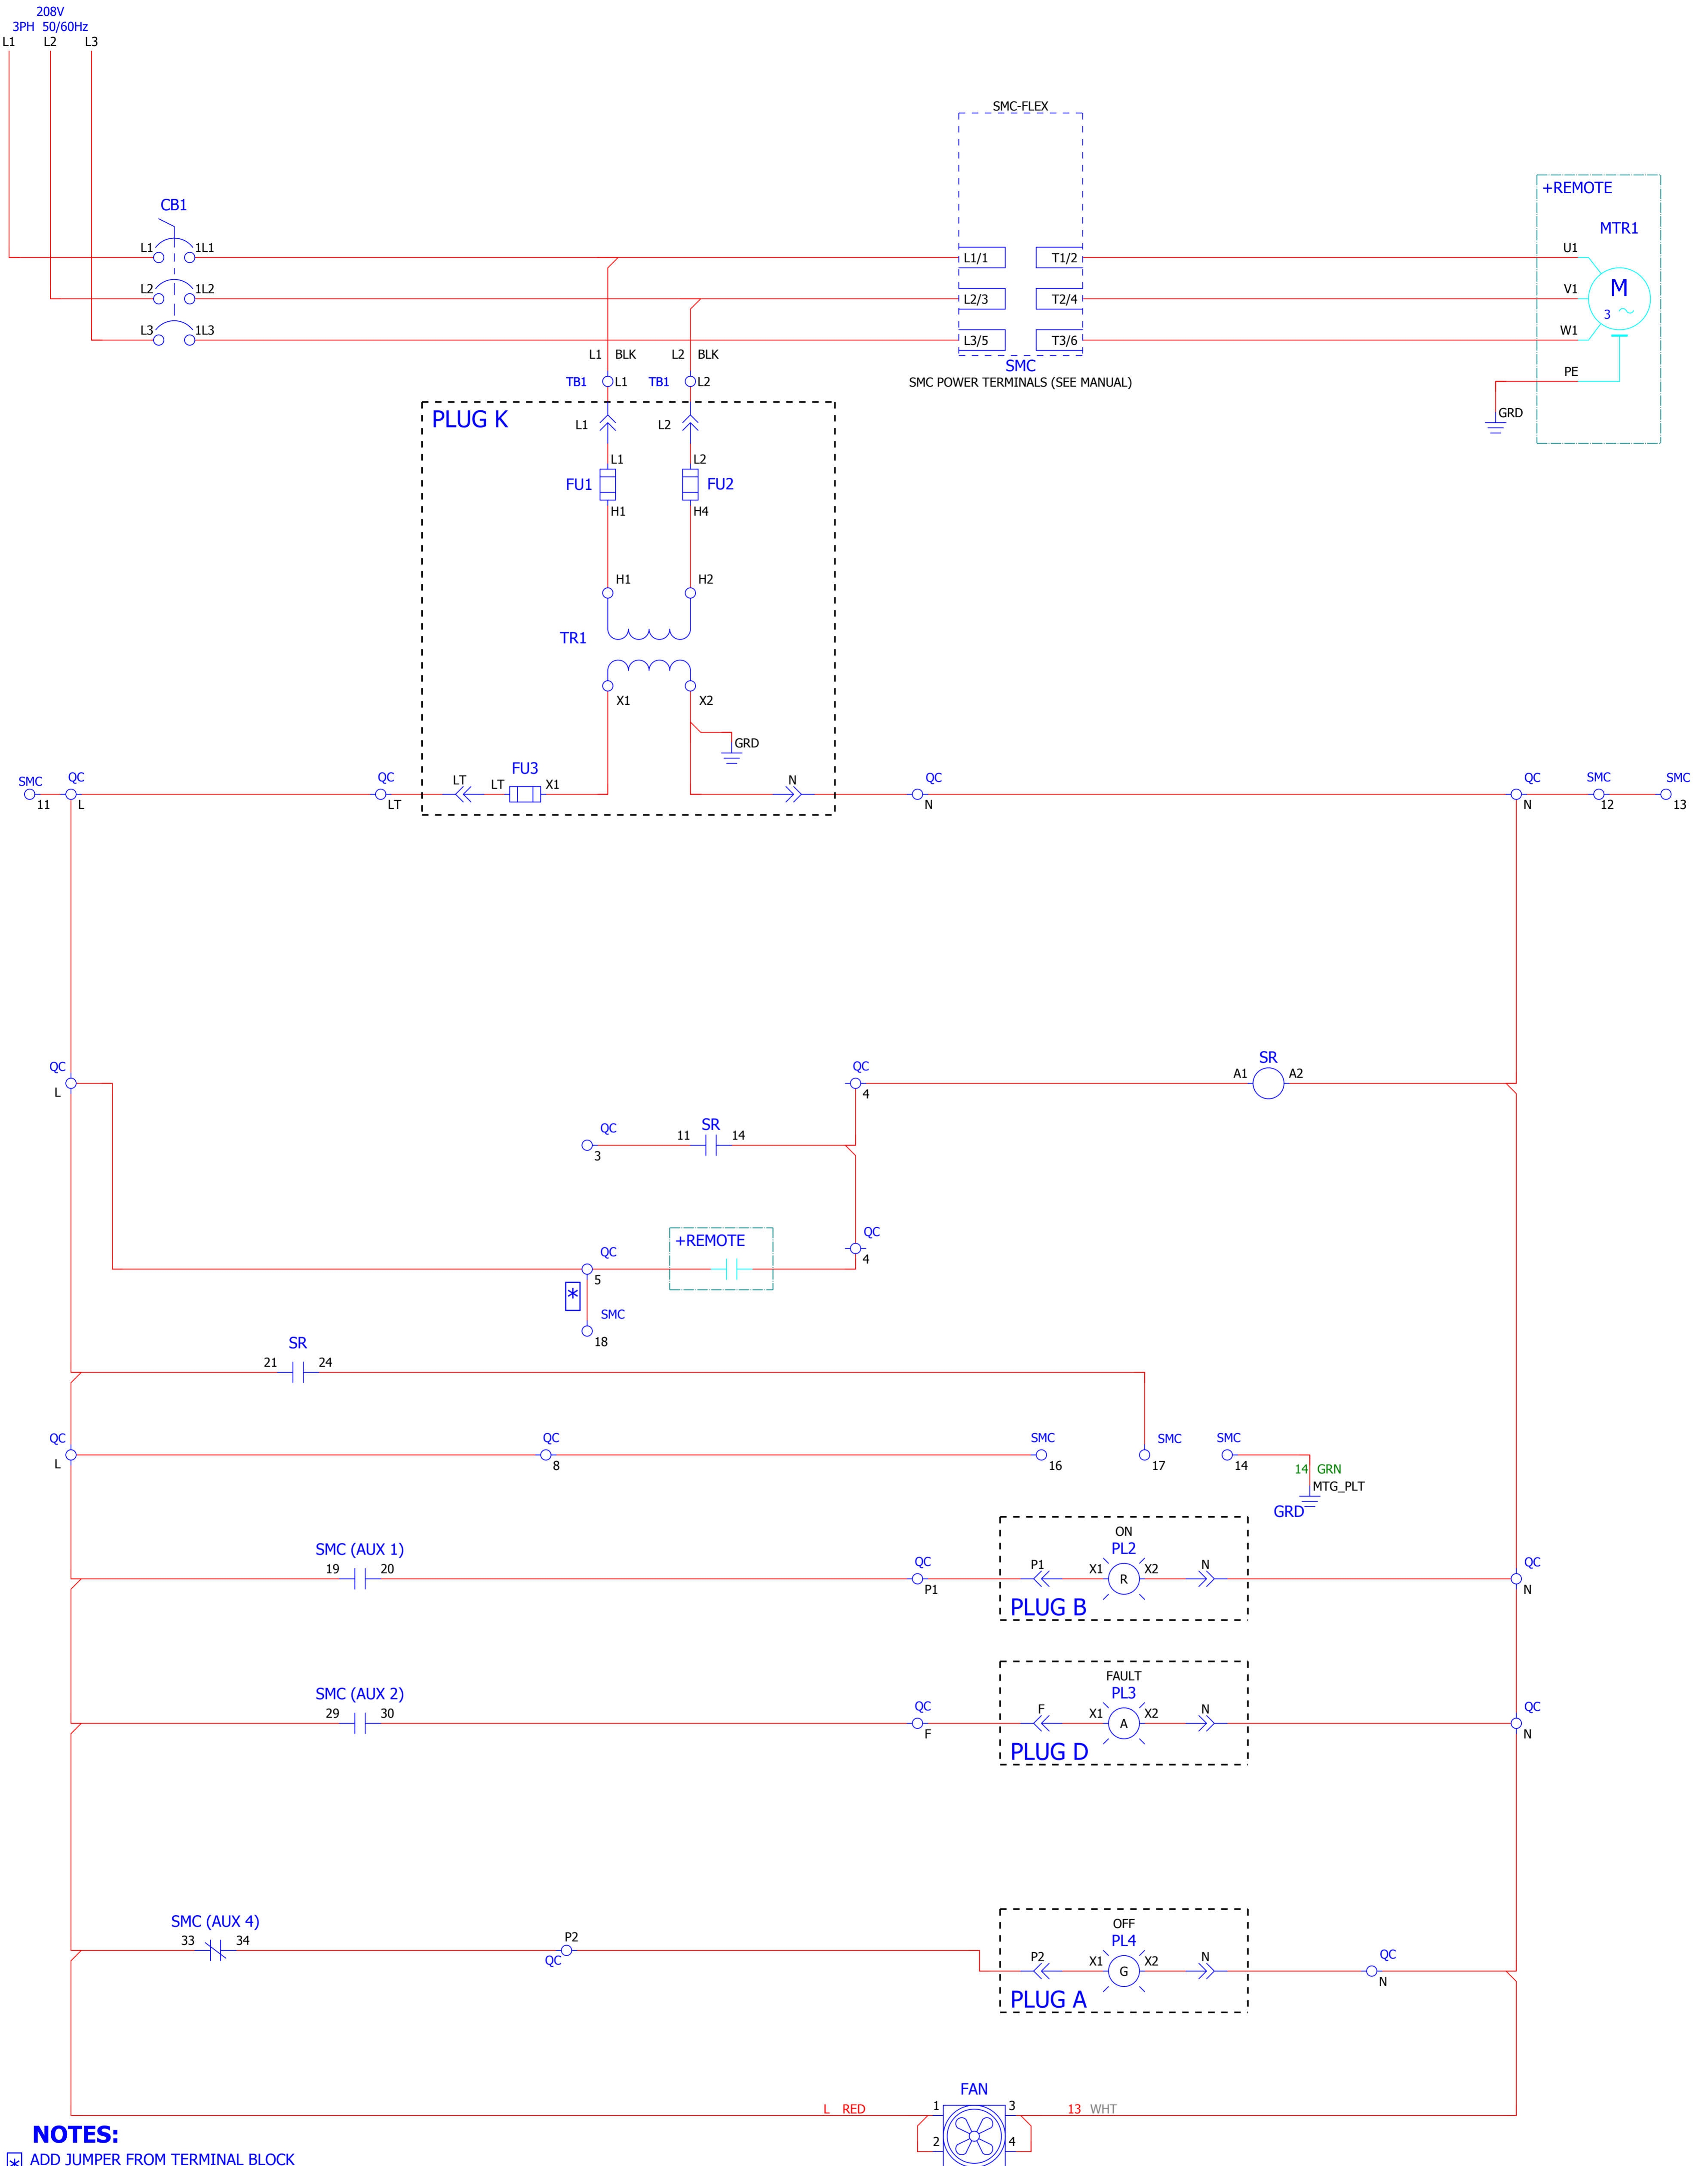 208V
3PH 50/60Hz
L1 L2 L3
SMC-FLEX
+REMOTE
CB1
MTR1
L1 1L1
L1/1 T1/2
U1
L2 1L2
L2/3 T2/4
V1
M
3
L3 1L3
L3/5 T3/6
W1
L1 BLK L2 BLK
SMC
SMC POWER TERMINALS (SEE MANUAL)
PE
TB1 L1 TB1 L2
GRD
PLUG K
L1 L2
L1 L2
FU1 FU2
H1 H4
H1 H2
TR1
X1 X2
GRD
SMC QC QC LT LT FU3 X1 N QC QC SMC SMC
11 L LT N N 12 13
QC QC SR
L 4 A1 A2
QC 11 SR 14
3
+REMOTE QC
QC 4
5
*
SMC
18
SR
21 24
QC QC SMC SMC SMC
L 8 16 17 14
14 GRN
MTG_PLT
GRD
ON
SMC (AUX 1) PL2
19 20 QC P1 X1 R X2 N QC
P1 N
PLUG B
FAULT
SMC (AUX 2) PL3
29 30 QC F X1 A X2 N QC
F N
PLUG D
SMC (AUX 4) OFF
33 34 P2 PL4
QC P2 X1 G X2 N QC
N
PLUG A
FAN
L RED 1 3 13 WHT
2 4
NOTES:
* ADD JUMPER FROM TERMINAL BLOCK